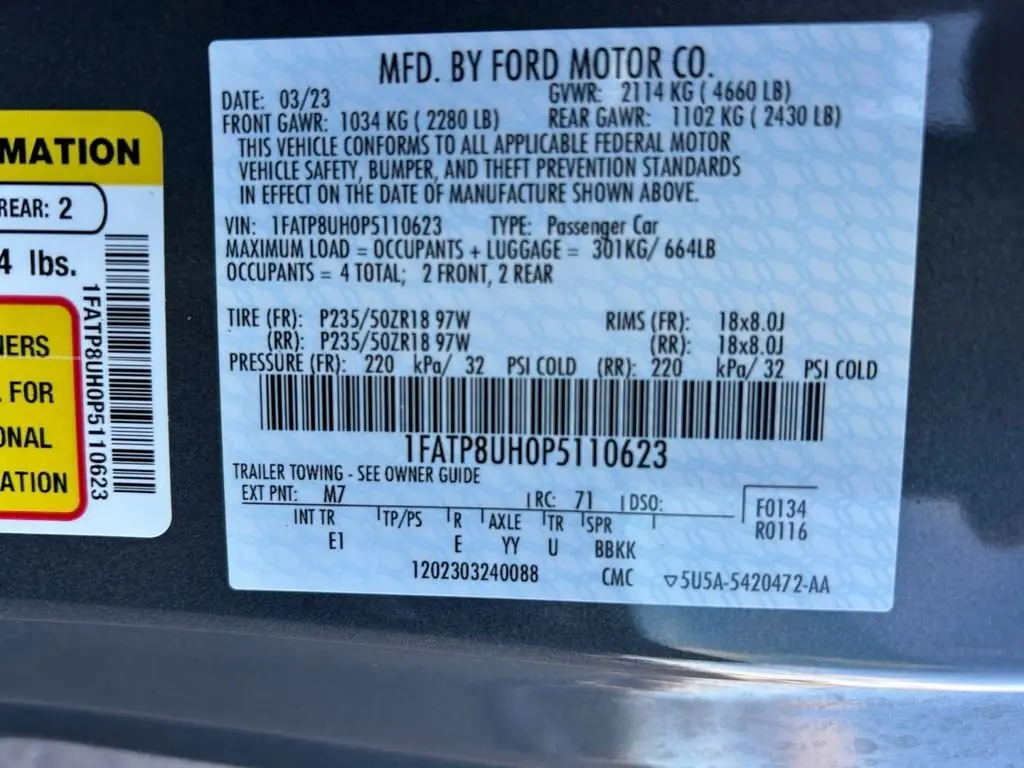 MATION
REAR: 2
4 lbs.
NERS
L FOR
ONAL
ATION
1FATP8UH0P5110623
MFD. BY FORD MOTOR CO.
DATE: 03/23 GVWR: 2114 KG ( 4660 LB)
FRONT GAWR: 1034 KG ( 2280 LB) REAR GAWR: 1102 KG ( 2430 LB)
THIS VEHICLE CONFORMS TO ALL APPLICABLE FEDERAL MOTOR
VEHICLE SAFETY, BUMPER, AND THEFT PREVENTION STANDARDS
IN EFFECT ON THE DATE OF MANUFACTURE SHOWN ABOVE.
VIN: 1FATP8UH0P5110623 TYPE: Passenger Car
MAXIMUM LOAD = OCCUPANTS + LUGGAGE = 301KG/ 664LB
OCCUPANTS = 4 TOTAL; 2 FRONT, 2 REAR
TIRE (FR): P235/50ZR18 97W RIMS (FR): 18x8.0J
(RR): P235/50ZR18 97W (RR): 18x8.0J
PRESSURE (FR): 220 kPa/ 32 PSI COLD (RR): 220 kPa/ 32 PSI COLD
1FATP8UH0P5110623
TRAILER TOWING - SEE OWNER GUIDE
EXT PNT: M7 RC: 71 DSO: F0134
INT TR TP/PS R AXLE TR SPR R0116
E1 E YY U BBKK
1202303240088 CMC ▽5U5A-5420472-AA